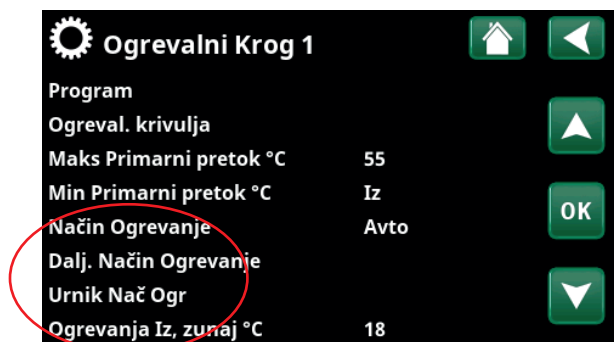 Ogrevalni Krog 1
Program
Ogreval. krivulja
Maks Primarni pretok °C 55
Min Primarni pretok °C Iz
Način Ogrevanje Avto
OK
Dalj. Način Ogrevanje
Urnik Nač Ogr
Ogrevanja Iz, zunaj °C 18